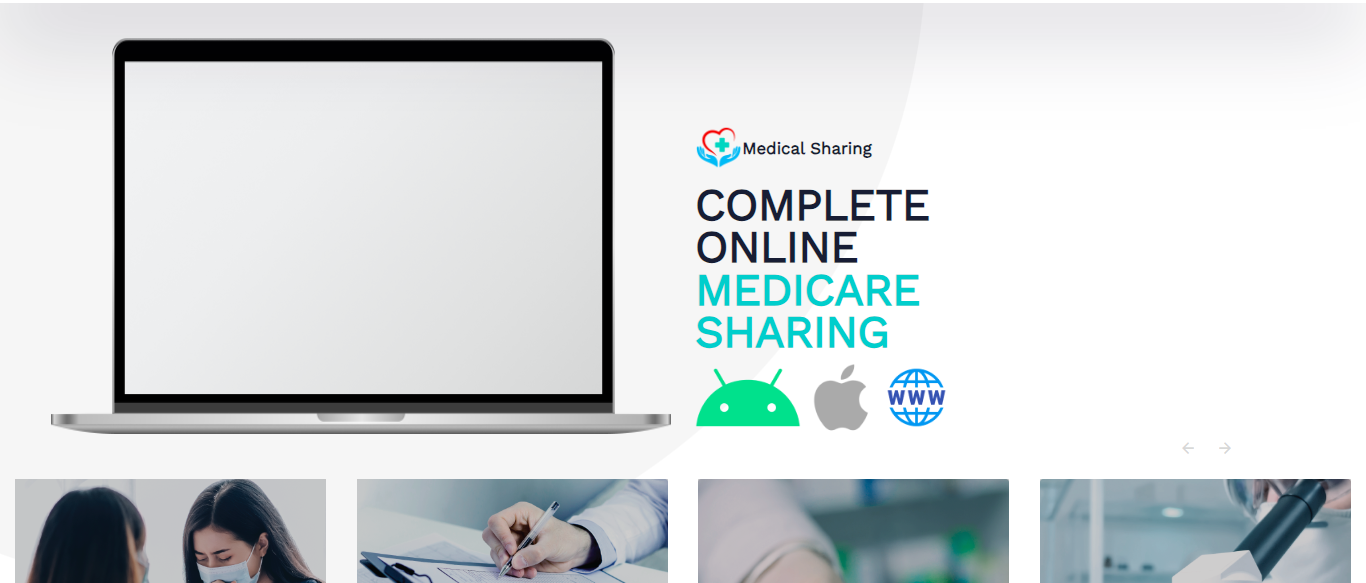 Medical Sharing
COMPLETE
ONLINE
MEDICARE
SHARING
WWW